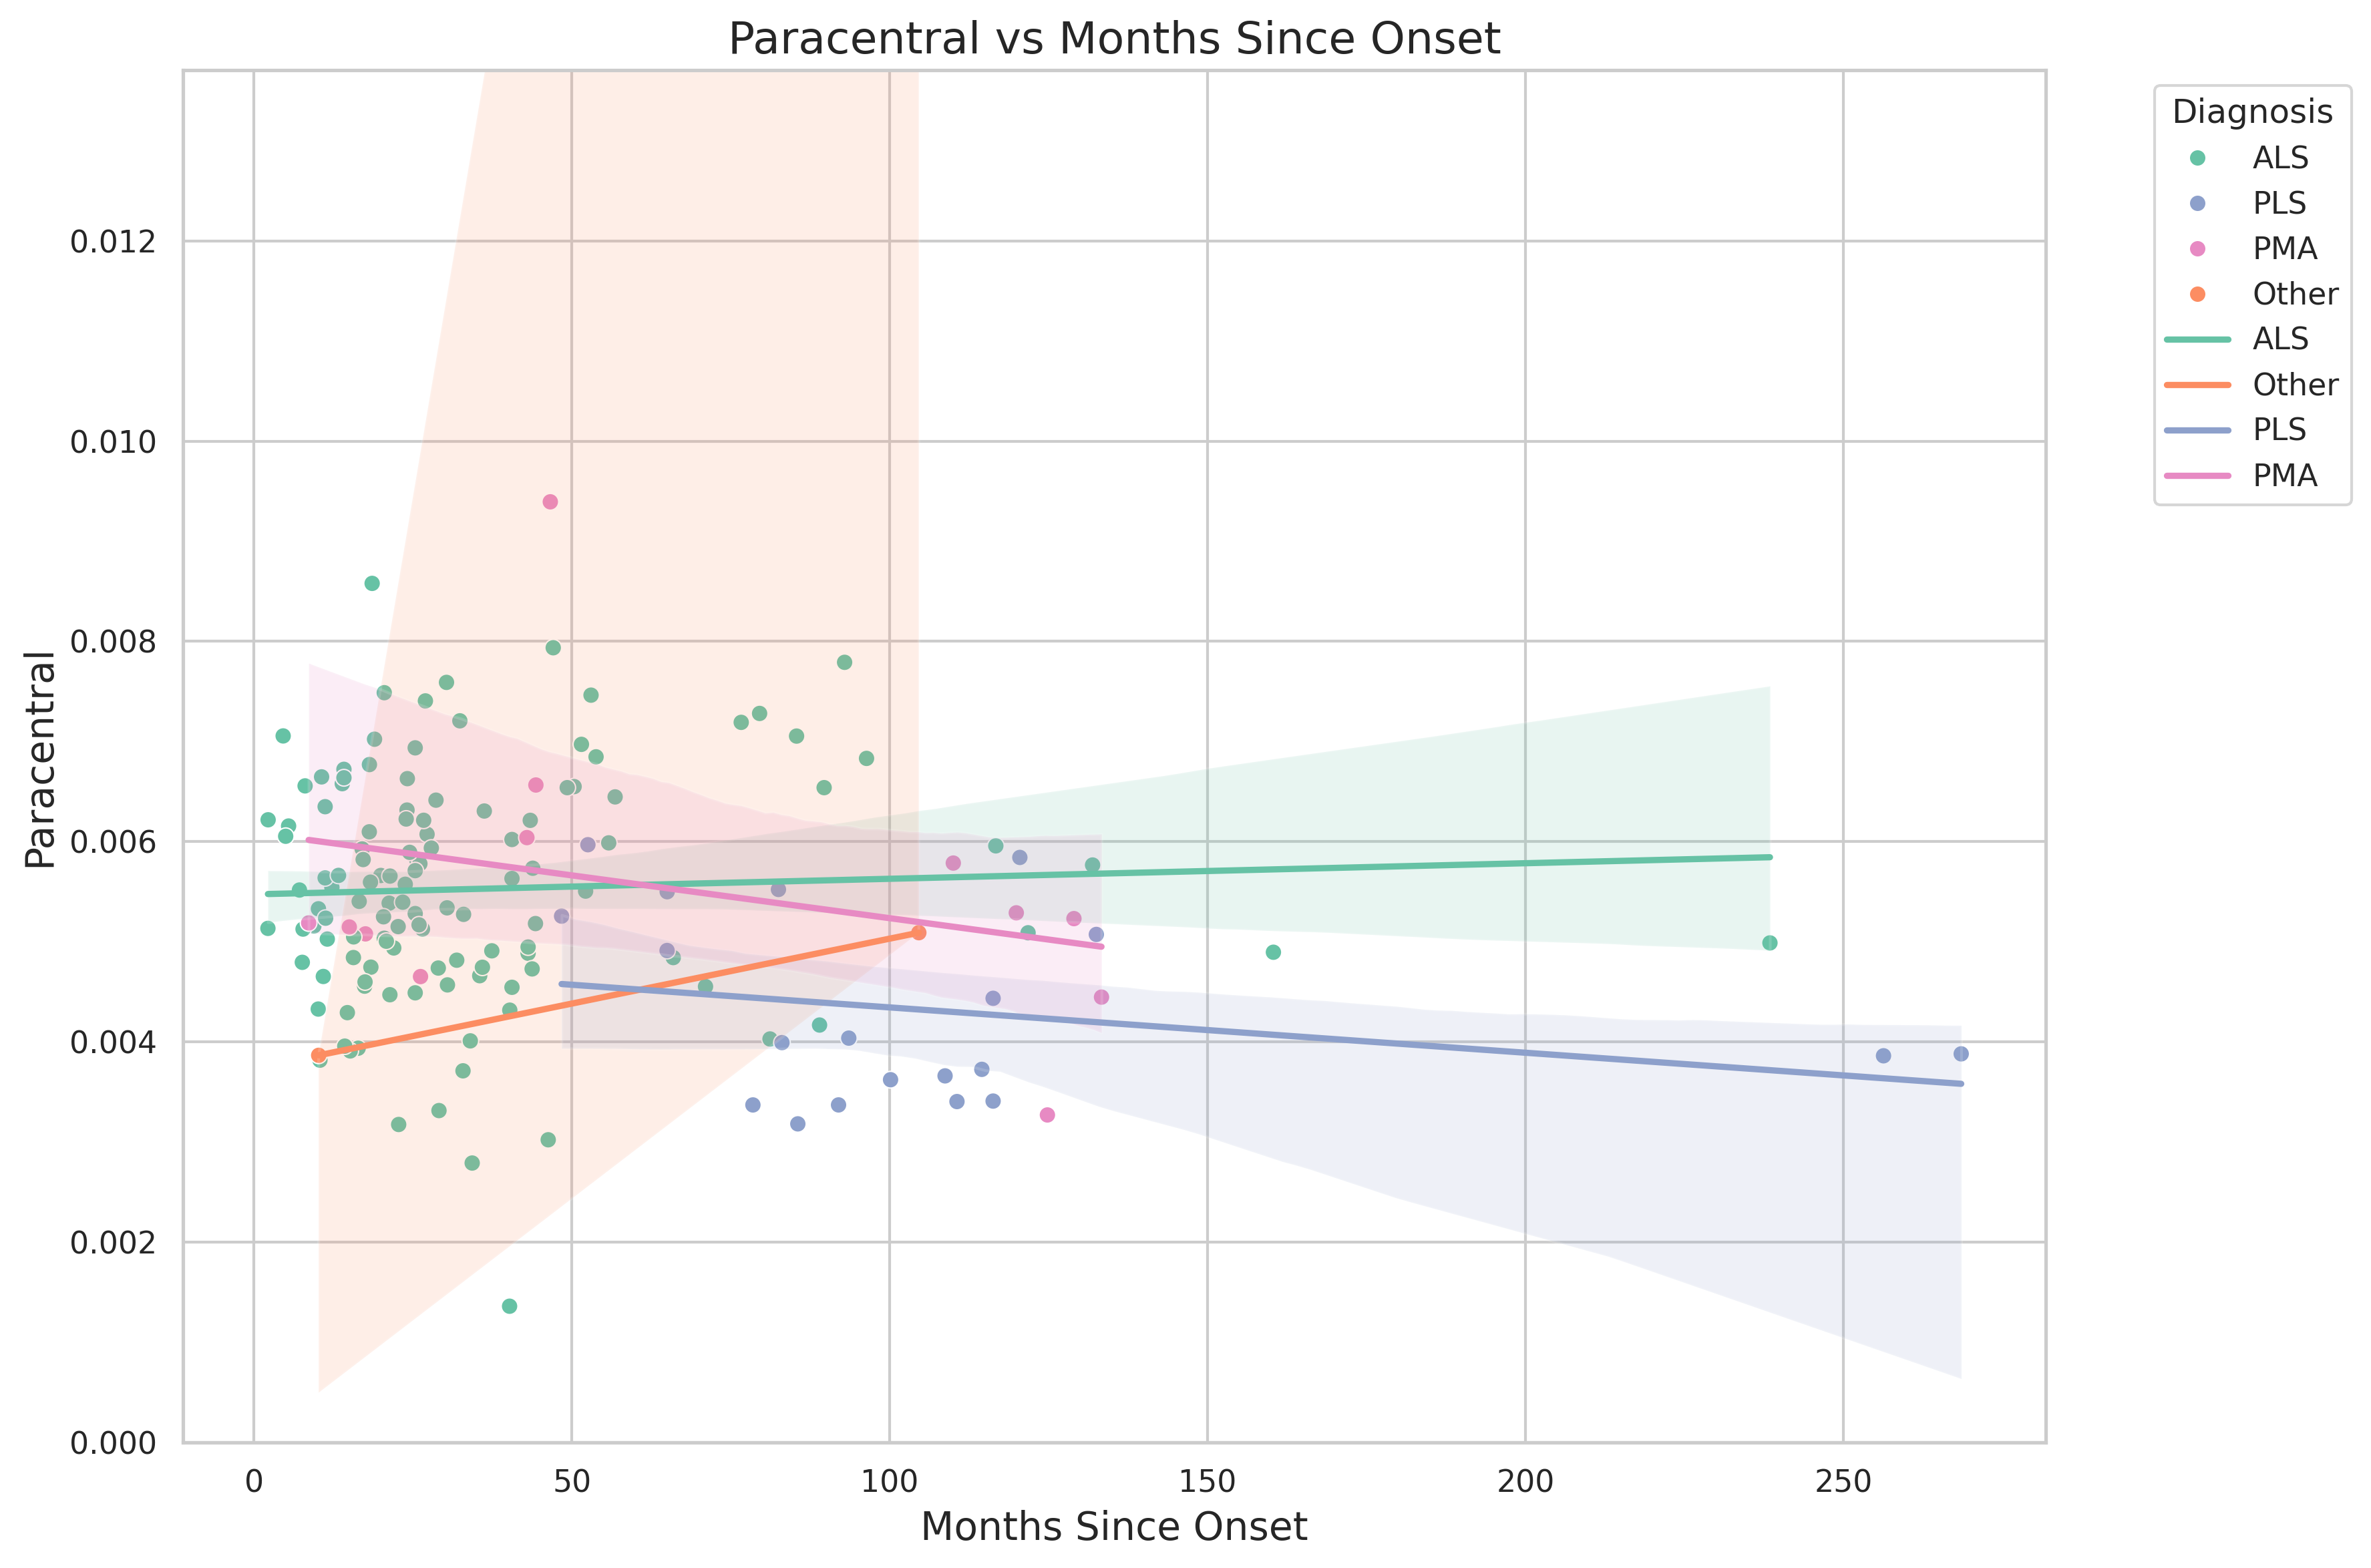 Paracentral vs Months Since Onset
Diagnosis
ALS
PLS
PMA
Other
ALS
Other
PLS
PMA
Paracentral
0.012
0.010
0.008
0.006
0.004
0.002
0.000
0
50
100
150
200
250
Months Since Onset